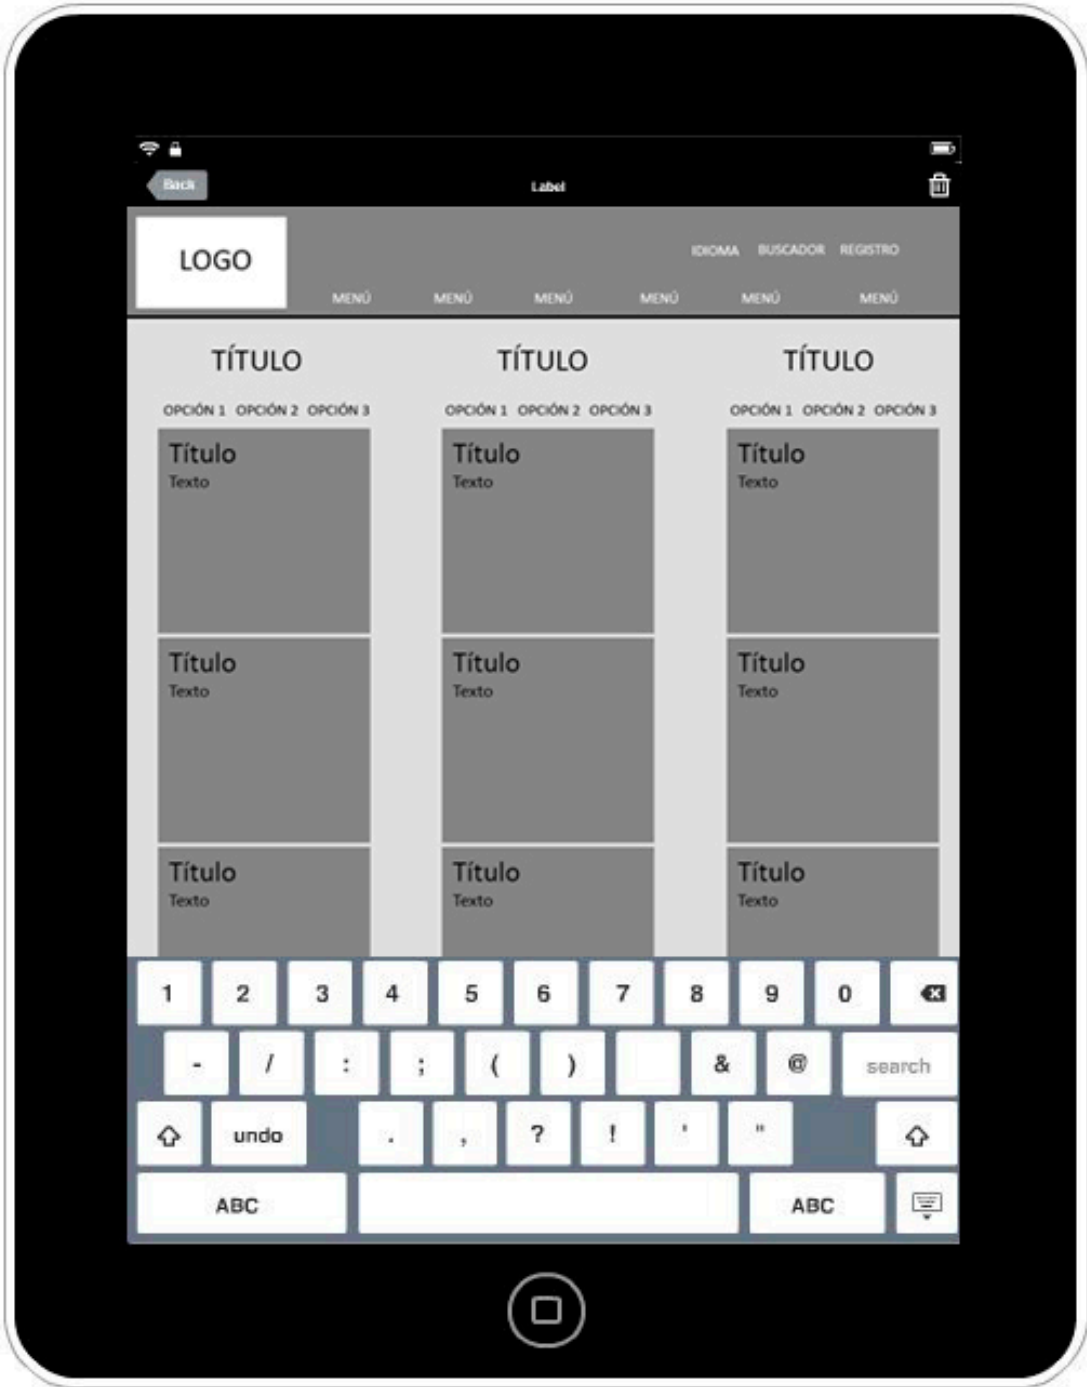 Back Label
LOGO
IDIOMA BUSCADOR REGISTRO
MENÚ MENÚ MENÚ MENÚ MENÚ MENÚ
TÍTULO TÍTULO TÍTULO
OPCIÓN 1 OPCIÓN 2 OPCIÓN 3 OPCIÓN 1 OPCIÓN 2 OPCIÓN 3 OPCIÓN 1 OPCIÓN 2 OPCIÓN 3
Título Título Título
Texto Texto Texto
Título Título Título
Texto Texto Texto
Título Título Título
Texto Texto Texto
1 2 3 4 5 6 7 8 9 0
- / : ; ( ) & @ search
undo . , ? ! ' "
ABC ABC